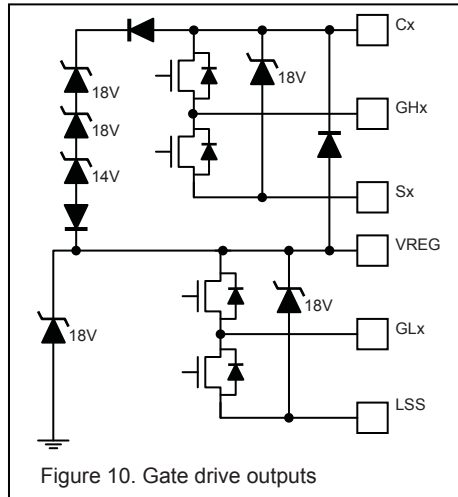 Cx
18V
18V
18V
GHx
14V
Sx
VREG
18V
18V
GLx
LSS
Figure 10. Gate drive outputs